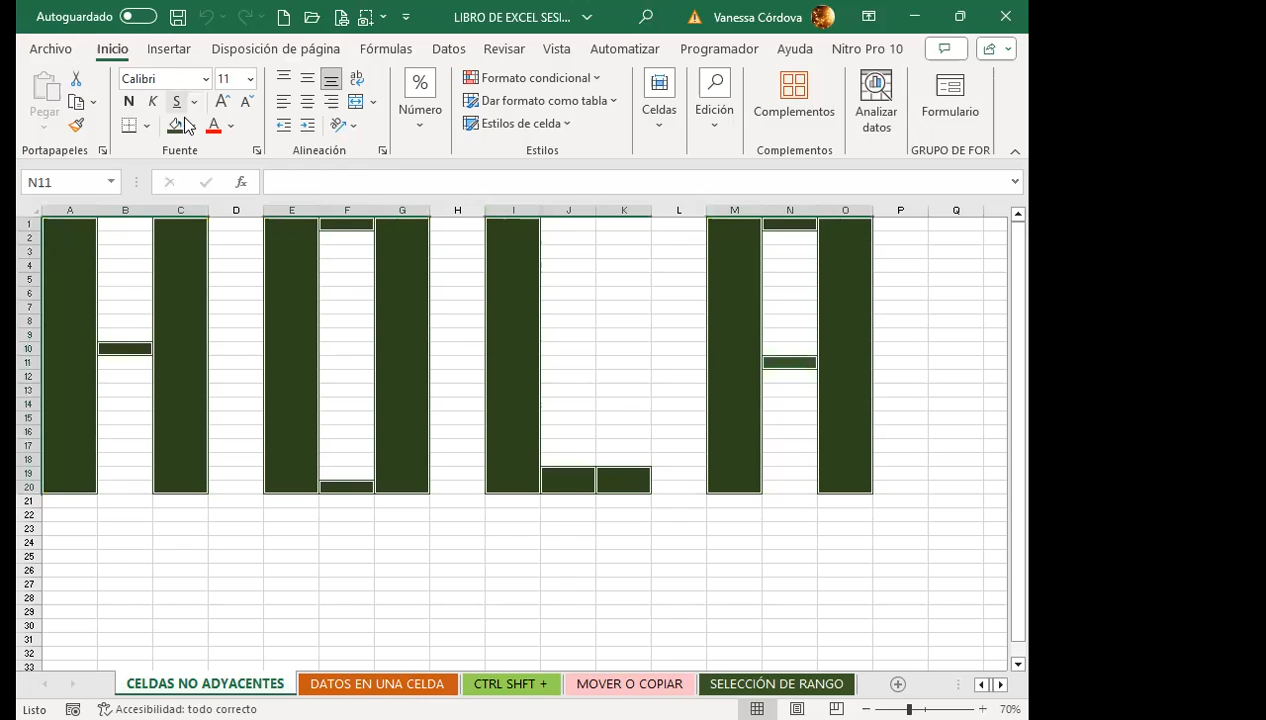 Autoguardado LIBRO DE EXCEL SESI... Vanessa Córdova
Archivo Inicio Insertar Disposición de página Fórmulas Datos Revisar Vista Automatizar Programador Ayuda Nitro Pro 10
Pegar
Portapapeles
Calibri 11
N K S
A A
A
Fuente
ab
Alineación
%
Número
Formato condicional
Dar formato como tabla
Estilos de celda
Estilos
Celdas
Edición
Complementos
Complementos
Analizar
datos
Formulario
GRUPO DE FOR
N11 fx
A B C D E F G H I J K L M N O P Q
1
2
3
4
5
6
7
8
9
10
11
12
13
14
15
16
17
18
19
20
21
22
23
24
25
26
27
28
29
30
31
32
33
HOLA
CELDAS NO ADYACENTES DATOS EN UNA CELDA CTRL SHFT + MOVER O COPIAR SELECCIÓN DE RANGO
Listo Accesibilidad: todo correcto 70%